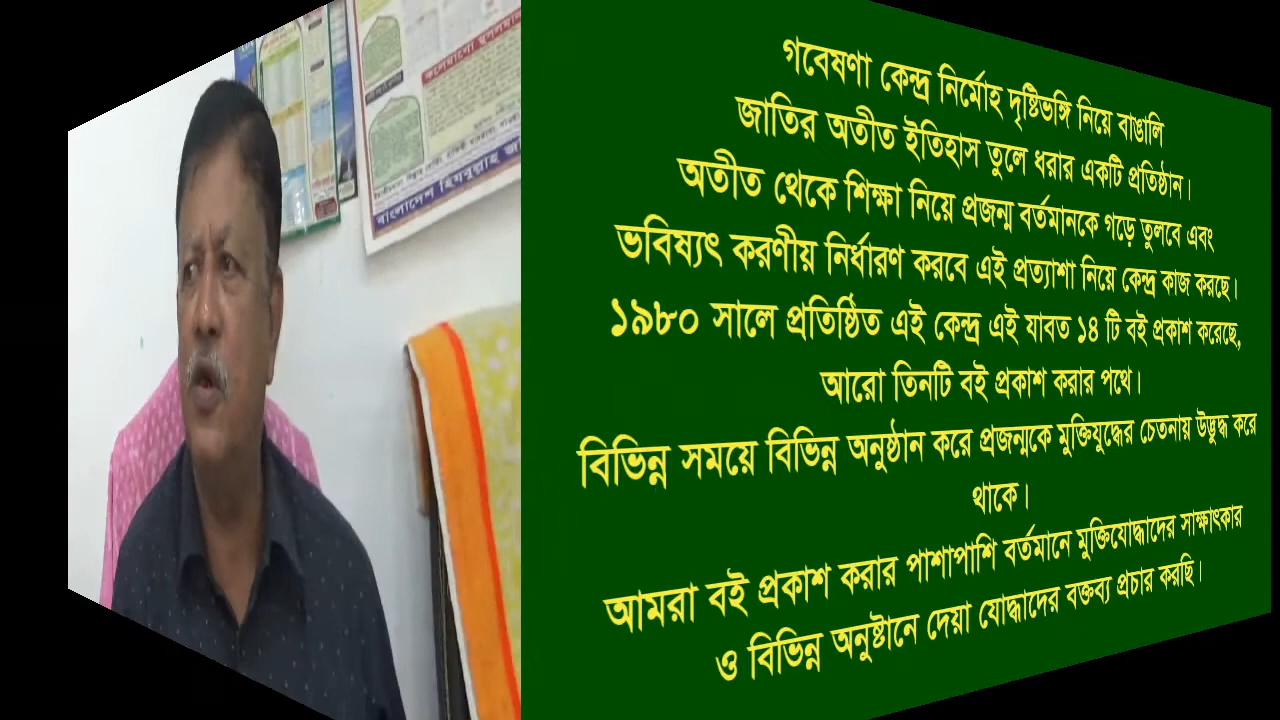 কলেমাগো মুসলমান
বাংলাদেশ হিযবুল্লাহ জ
গবেষণা কেন্দ্র নির্মোহ দৃষ্টিভঙ্গি নিয়ে বাঙালি
জাতির অতীত ইতিহাস তুলে ধরার একটি প্রতিষ্ঠান।
অতীত থেকে শিক্ষা নিয়ে প্রজন্ম বর্তমানকে গড়ে তুলবে এবং
ভবিষ্যৎ করণীয় নির্ধারণ করবে এই প্রত্যাশা নিয়ে কেন্দ্র কাজ করছে।
১৯৮০ সালে প্রতিষ্ঠিত এই কেন্দ্র এই যাবত ১৪ টি বই প্রকাশ করেছে,
আরো তিনটি বই প্রকাশ করার পথে।
বিভিন্ন সময়ে বিভিন্ন অনুষ্ঠান করে প্রজন্মকে মুক্তিযুদ্ধের চেতনায় উদ্বুদ্ধ করে
থাকে।
আমরা বই প্রকাশ করার পাশাপাশি বর্তমানে মুক্তিযোদ্ধাদের সাক্ষাৎকার
ও বিভিন্ন অনুষ্টানে দেয়া যোদ্ধাদের বক্তব্য প্রচার করছি।